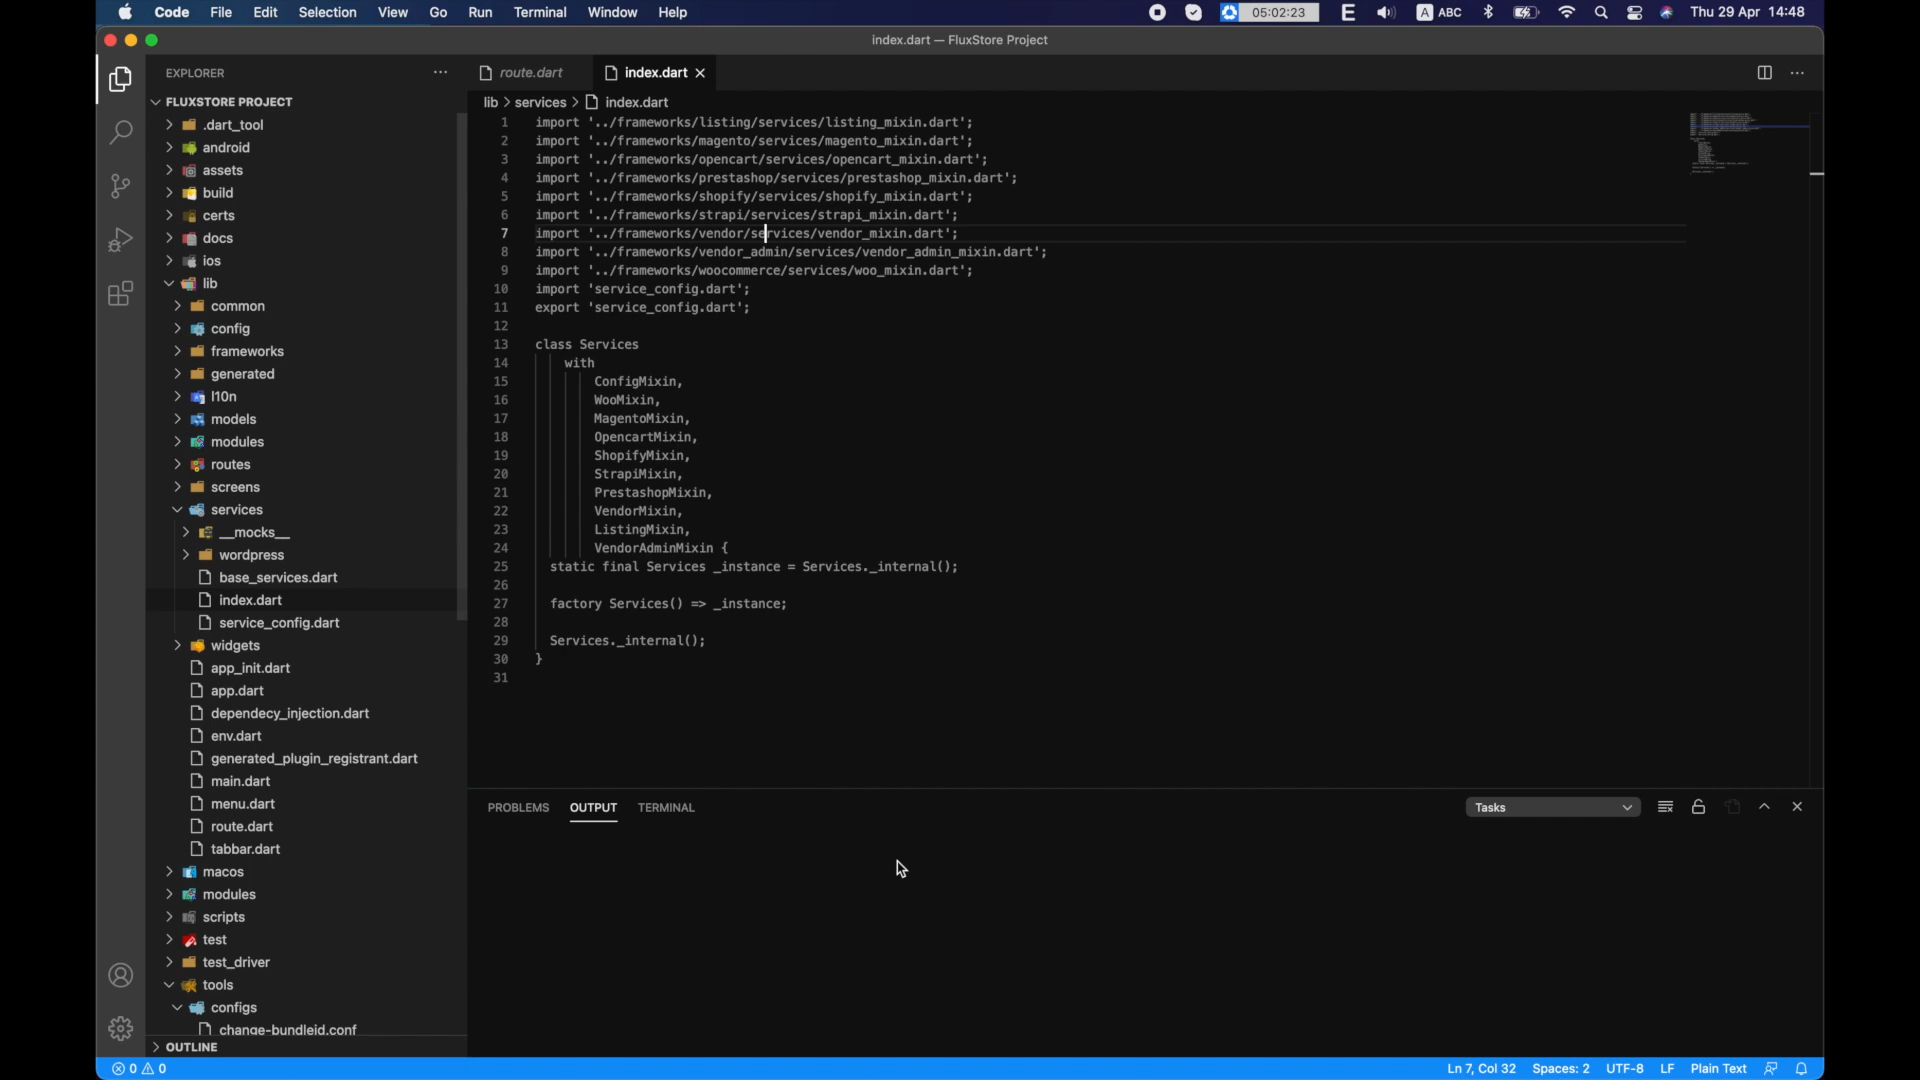 Code File Edit Selection View Go Run Terminal Window Help 05:02:23 E A ABC Thu 29 Apr 14:48
index.dart — FluxStore Project
EXPLORER
FLUXSTORE PROJECT
.dart_tool
android
assets
build
certs
docs
ios
lib
common
config
frameworks
generated
l10n
models
modules
routes
screens
services
__mocks__
wordpress
base_services.dart
index.dart
service_config.dart
widgets
app_init.dart
app.dart
dependecy_injection.dart
env.dart
generated_plugin_registrant.dart
main.dart
menu.dart
route.dart
tabbar.dart
macos
modules
scripts
test
test_driver
tools
configs
change-bundleid.conf
OUTLINE
route.dart index.dart
lib > services > index.dart
1 import '../frameworks/listing/services/listing_mixin.dart';
2 import '../frameworks/magento/services/magento_mixin.dart';
3 import '../frameworks/opencart/services/opencart_mixin.dart';
4 import '../frameworks/prestashop/services/prestashop_mixin.dart';
5 import '../frameworks/shopify/services/shopify_mixin.dart';
6 import '../frameworks/strapi/services/strapi_mixin.dart';
7 import '../frameworks/vendor/services/vendor_mixin.dart';
8 import '../frameworks/vendor_admin/services/vendor_admin_mixin.dart';
9 import '../frameworks/woocommerce/services/woo_mixin.dart';
10 import 'service_config.dart';
11 export 'service_config.dart';
12
13 class Services
14 with
15 ConfigMixin,
16 WooMixin,
17 MagentoMixin,
18 OpencartMixin,
19 ShopifyMixin,
20 StrapiMixin,
21 PrestashopMixin,
22 VendorMixin,
23 ListingMixin,
24 VendorAdminMixin {
25 static final Services _instance = Services._internal();
26
27 factory Services() => _instance;
28
29 Services._internal();
30 }
31
PROBLEMS OUTPUT TERMINAL Tasks
0 0 Ln 7, Col 32 Spaces: 2 UTF-8 LF Plain Text